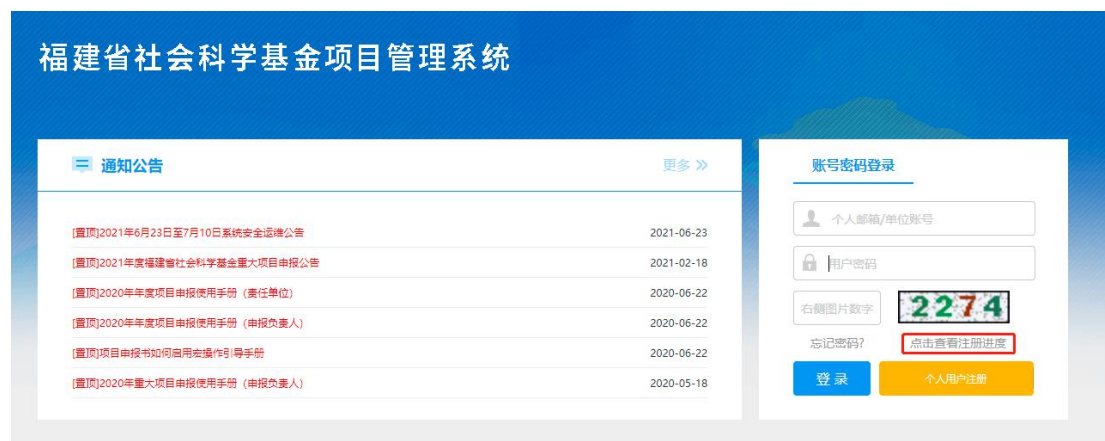 福建省社会科学基金项目管理系统
通知公告
更多 >>
[置顶]2021年6月23日至7月10日系统安全运维公告 2021-06-23
[置顶]2021年度福建省社会科学基金重大项目申报公告 2021-02-18
[置顶]2020年年度项目申报使用手册（责任单位） 2020-06-22
[置顶]2020年年度项目申报使用手册（申报负责人） 2020-06-22
[置顶]项目申报书如何启用宏操作引导手册 2020-06-22
[置顶]2020年重大项目申报使用手册（申报负责人） 2020-05-18
账号密码登录
个人邮箱/单位账号
用户密码
右侧图片数字 2274
忘记密码? 点击查看注册进度
登 录 个人用户注册